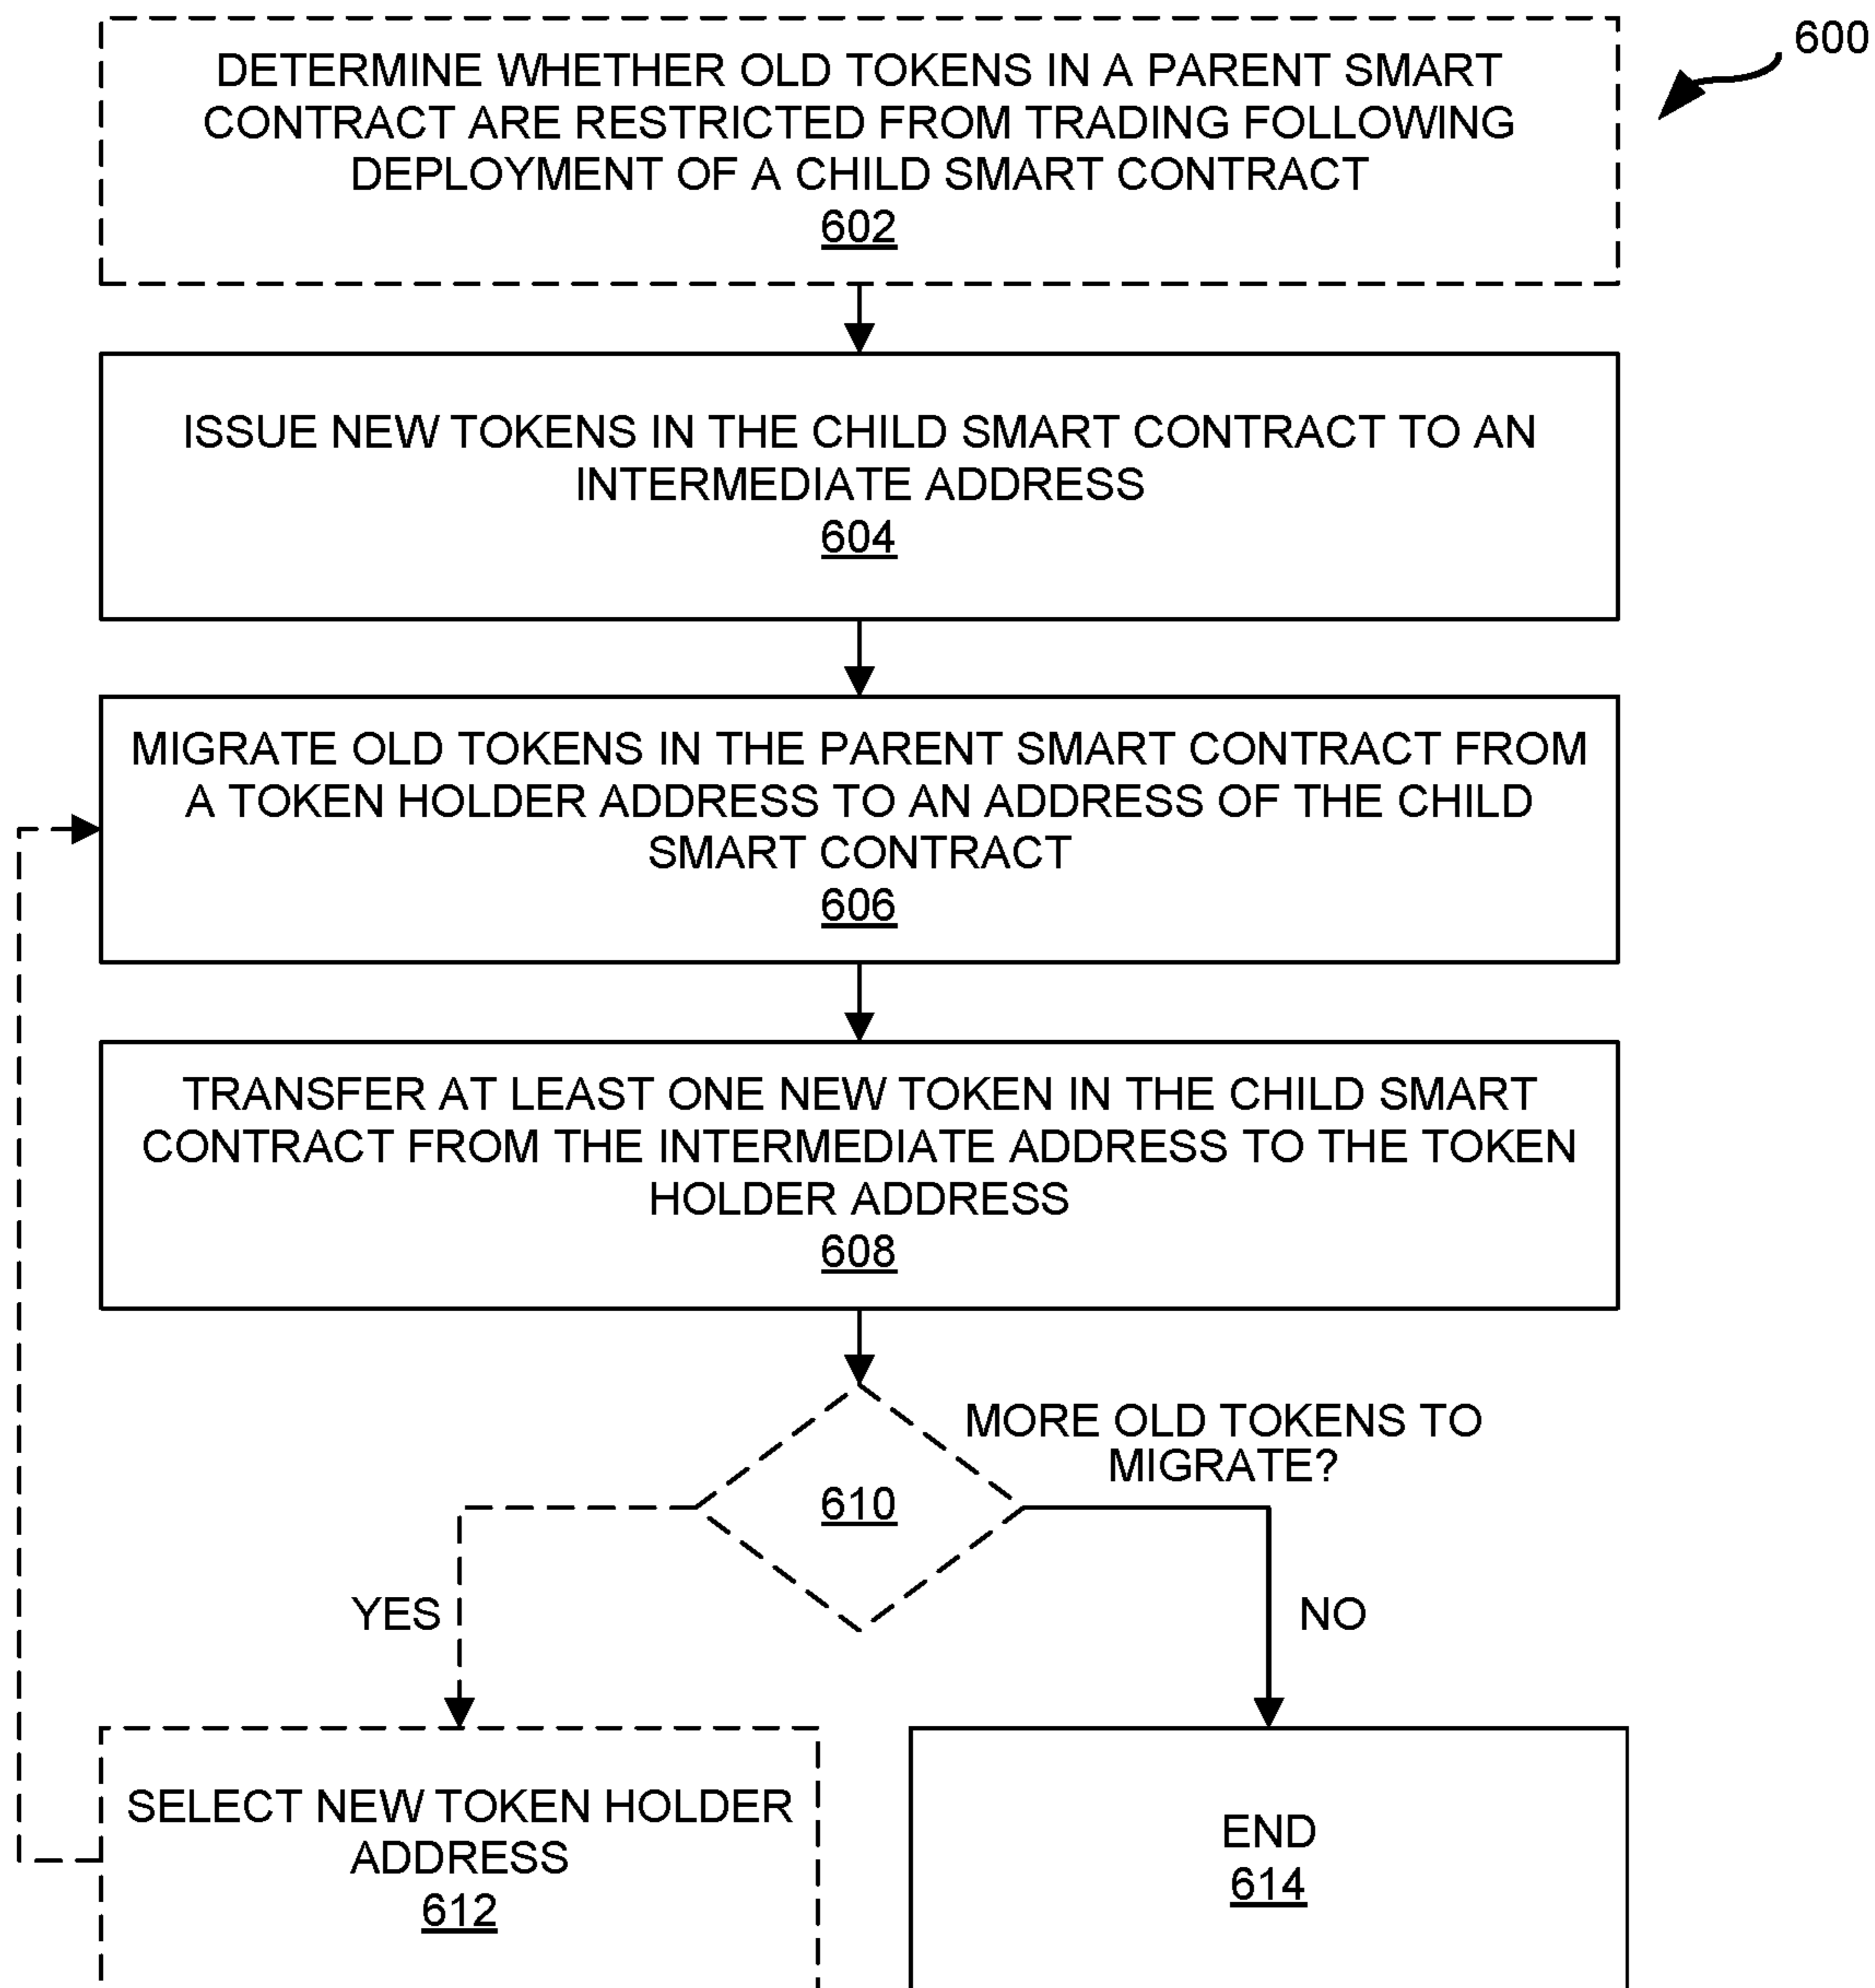 600
DETERMINE WHETHER OLD TOKENS IN A PARENT SMART
CONTRACT ARE RESTRICTED FROM TRADING FOLLOWING
DEPLOYMENT OF A CHILD SMART CONTRACT
602
ISSUE NEW TOKENS IN THE CHILD SMART CONTRACT TO AN
INTERMEDIATE ADDRESS
604
MIGRATE OLD TOKENS IN THE PARENT SMART CONTRACT FROM
A TOKEN HOLDER ADDRESS TO AN ADDRESS OF THE CHILD
SMART CONTRACT
606
TRANSFER AT LEAST ONE NEW TOKEN IN THE CHILD SMART
CONTRACT FROM THE INTERMEDIATE ADDRESS TO THE TOKEN
HOLDER ADDRESS
608
MORE OLD TOKENS TO
MIGRATE?
610
YES
NO
SELECT NEW TOKEN HOLDER
ADDRESS
612
END
614